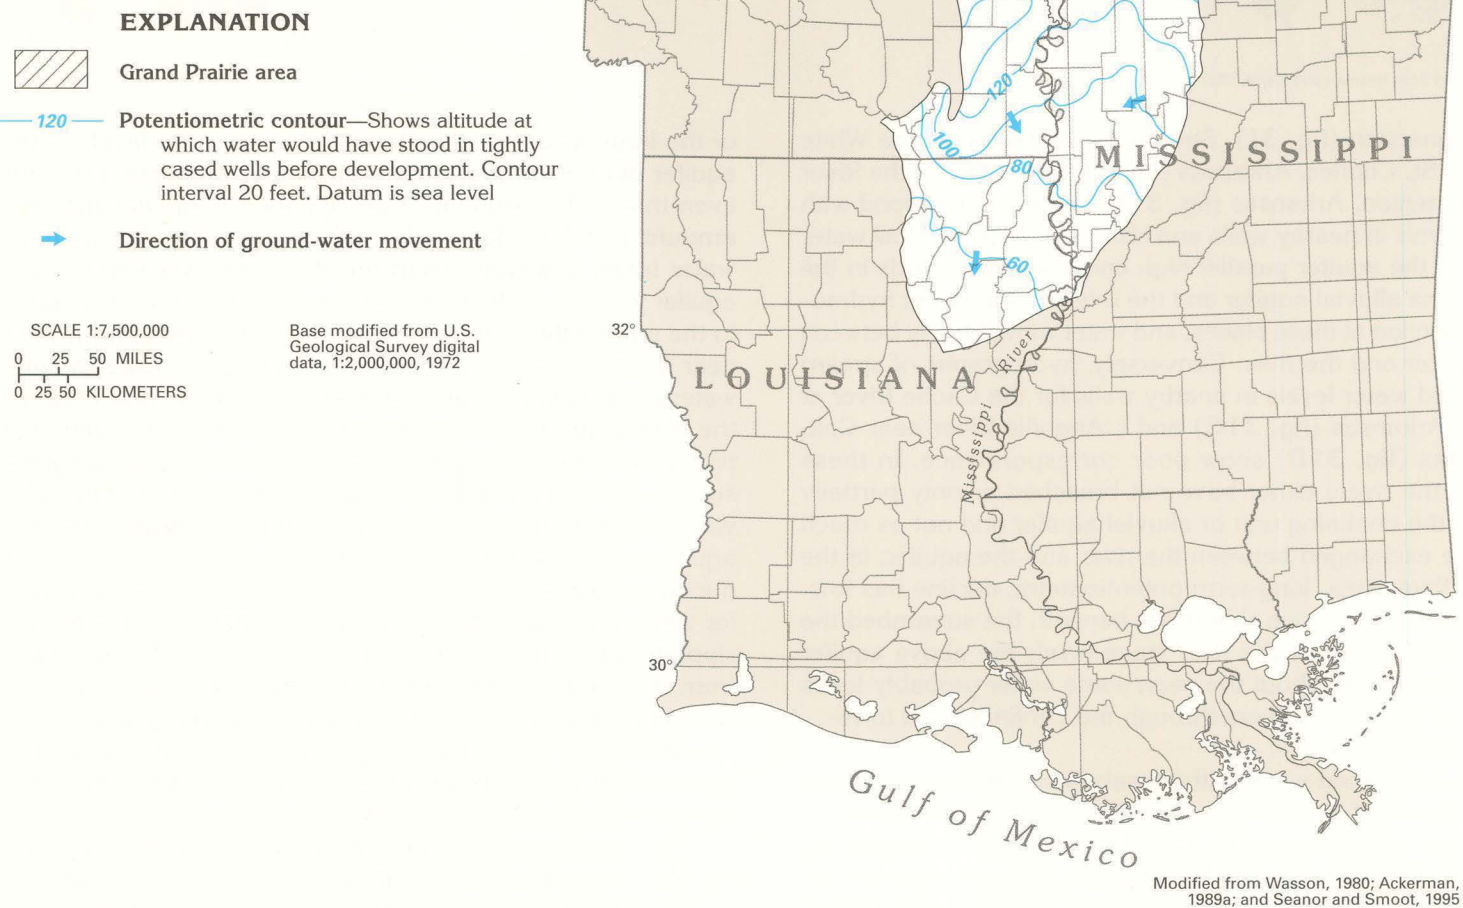 EXPLANATION
Grand Prairie area
120
Potentiometric contour—Shows altitude at
which water would have stood in tightly
cased wells before development. Contour
interval 20 feet. Datum is sea level
Direction of ground-water movement
SCALE 1:7,500,000
0 25 50 MILES
0 25 50 KILOMETERS
Base modified from U.S.
Geological Survey digital
data, 1:2,000,000, 1972
120
100
80
MISSISSIPPI
60
32°
LOUISIANA
Mississippi River
30°
Gulf of Mexico
Modified from Wasson, 1980; Ackerman,
1989a; and Seanor and Smoot, 1995